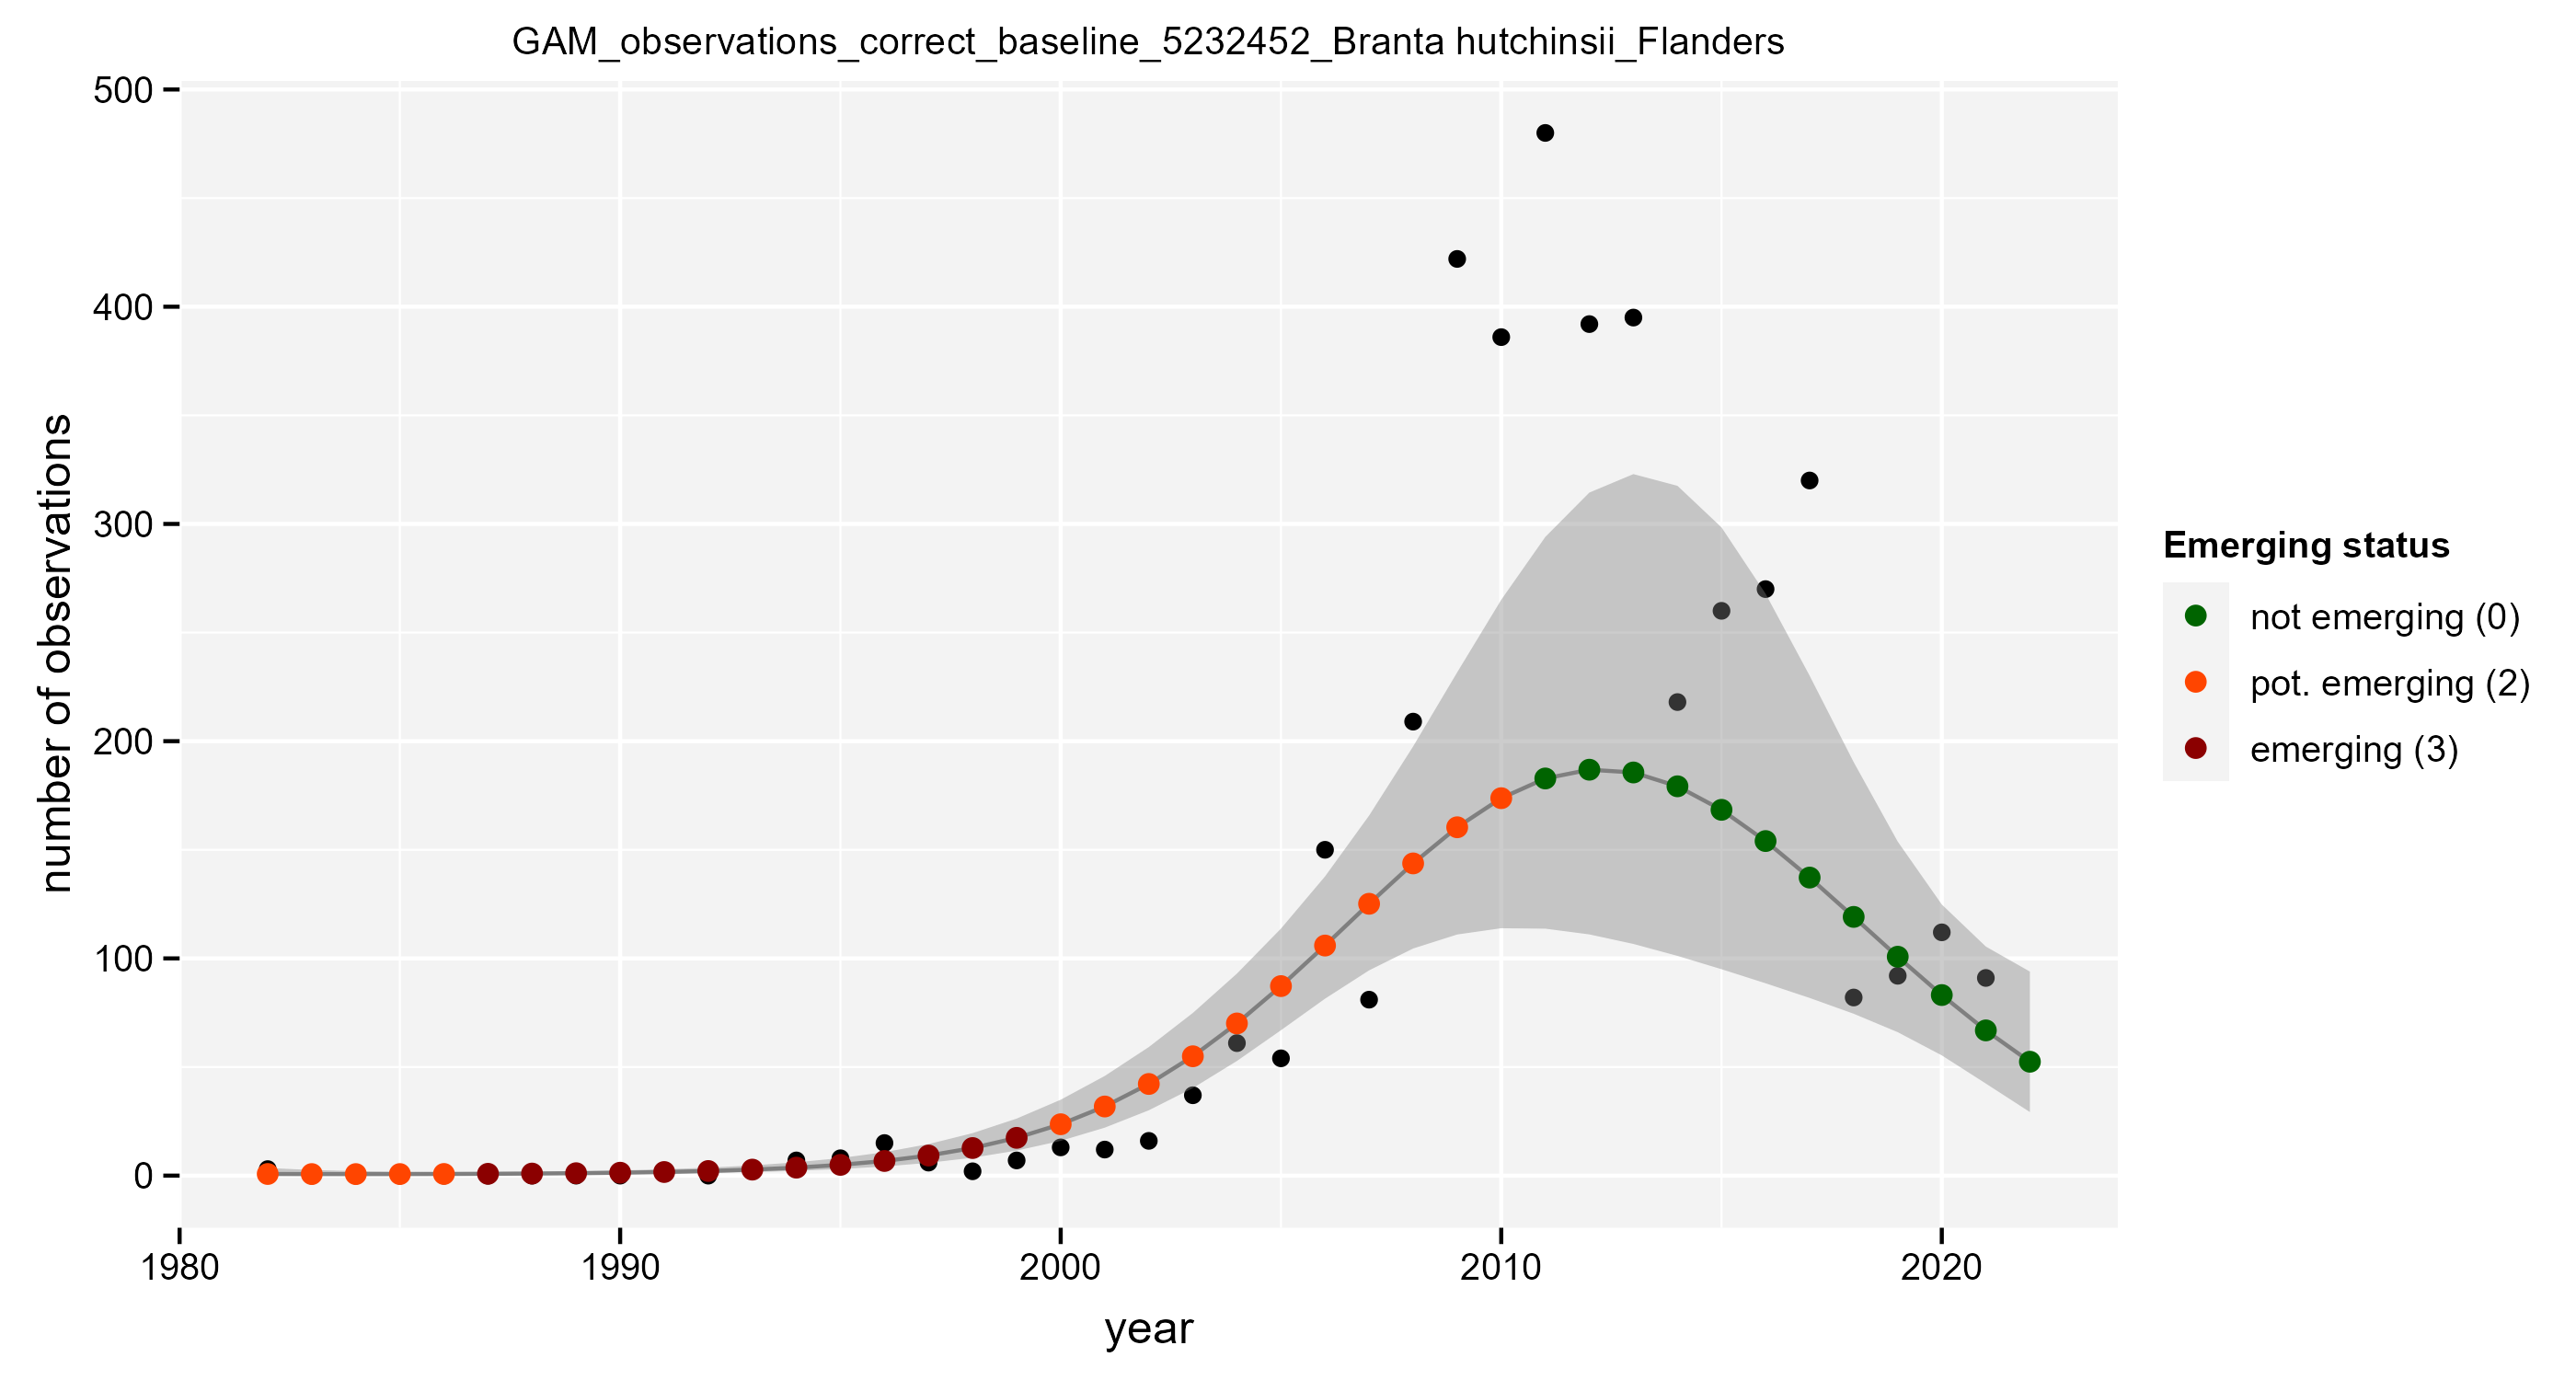 GAM_observations_correct_baseline_5232452_Branta hutchinsii_Flanders
500
400
300
200
100
0
number of observations
1980
1990
2000
2010
2020
year
Emerging status
not emerging (0)
pot. emerging (2)
emerging (3)